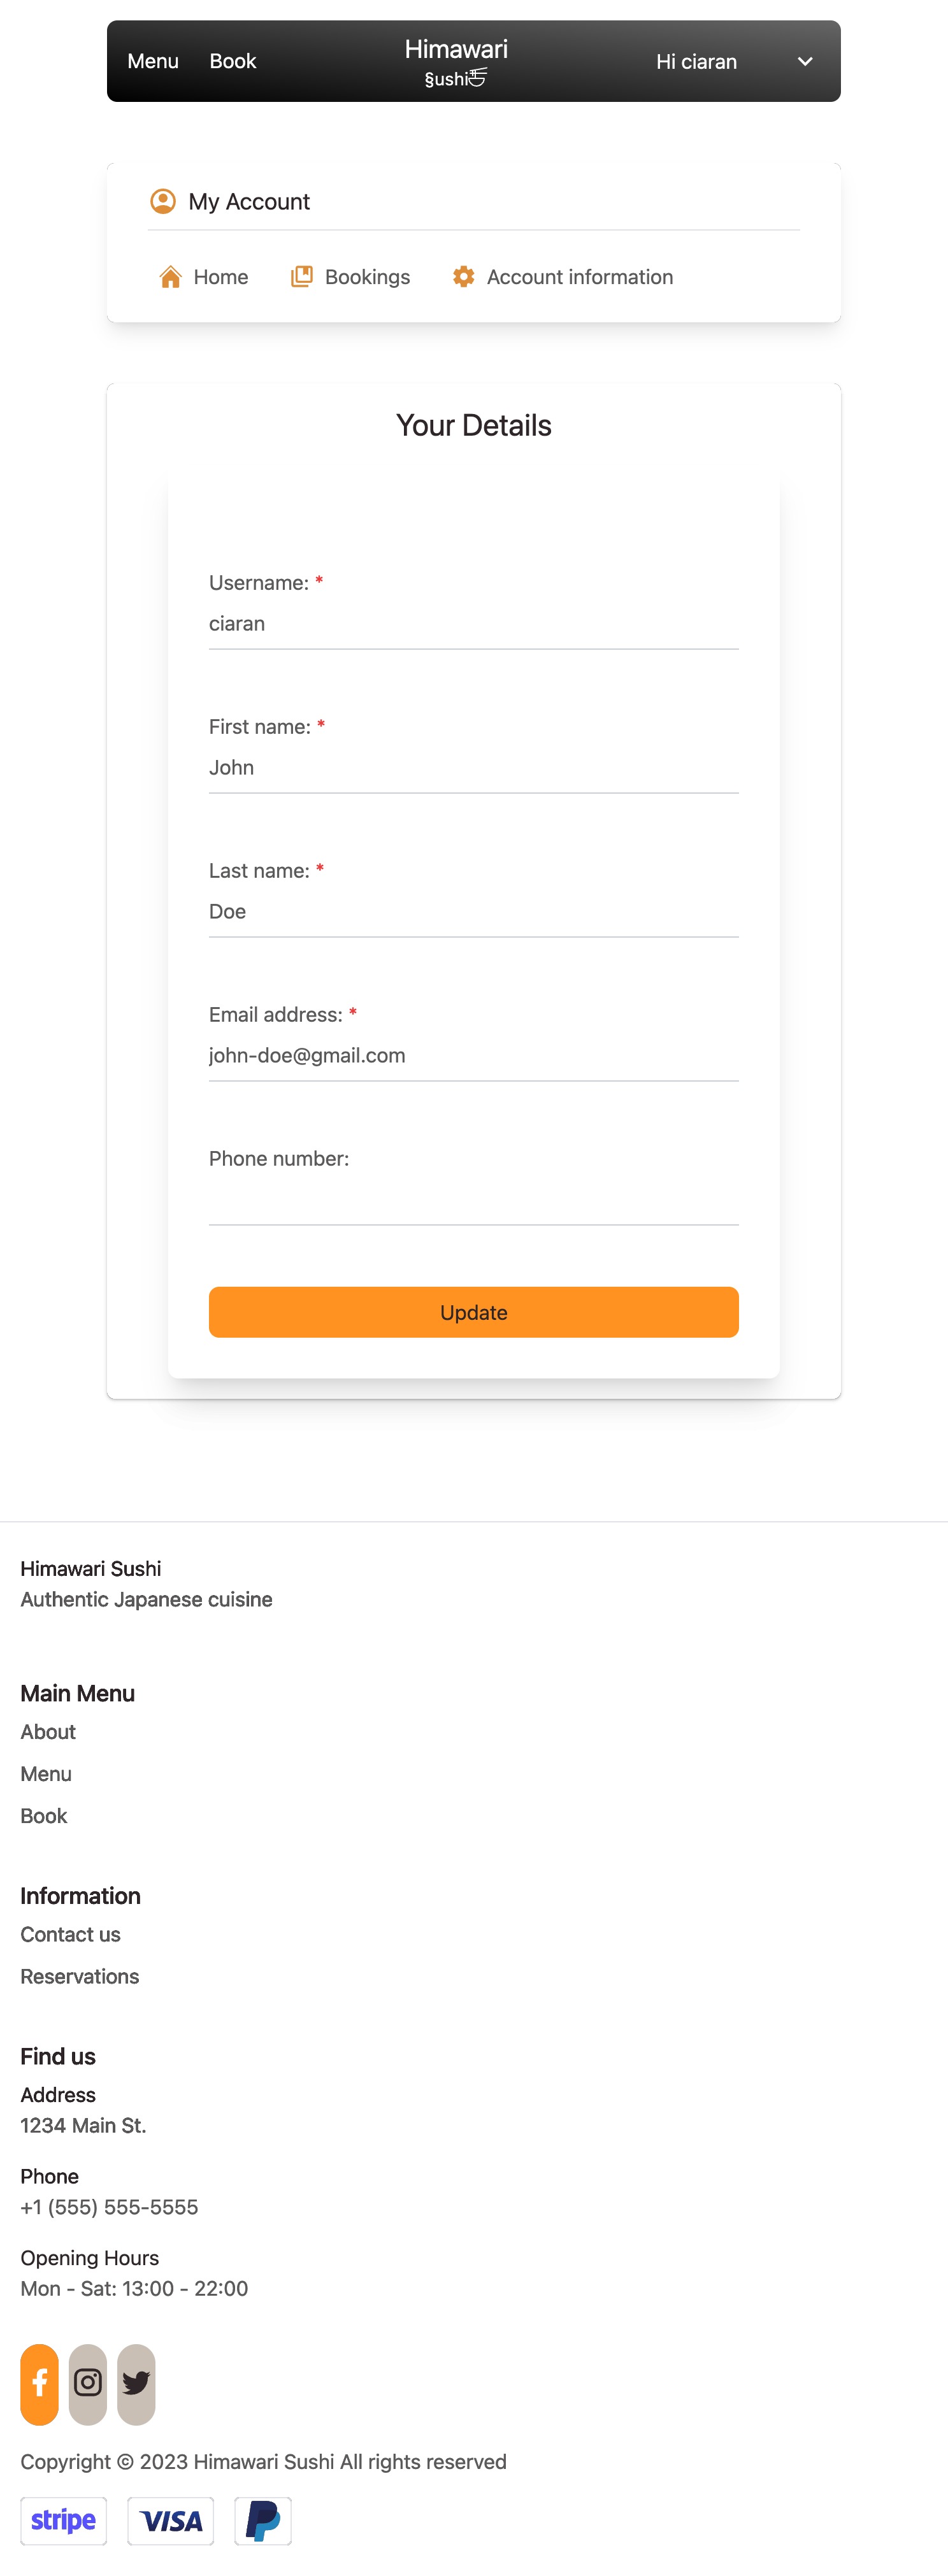 Menu Book Himawari Hi ciaran
§ushi
My Account
Home Bookings Account information
Your Details
Username: *
ciaran
First name: *
John
Last name: *
Doe
Email address: *
john-doe@gmail.com
Phone number:
Update
Himawari Sushi
Authentic Japanese cuisine
Main Menu
About
Menu
Book
Information
Contact us
Reservations
Find us
Address
1234 Main St.
Phone
+1 (555) 555-5555
Opening Hours
Mon - Sat: 13:00 - 22:00
Copyright © 2023 Himawari Sushi All rights reserved
stripe VISA